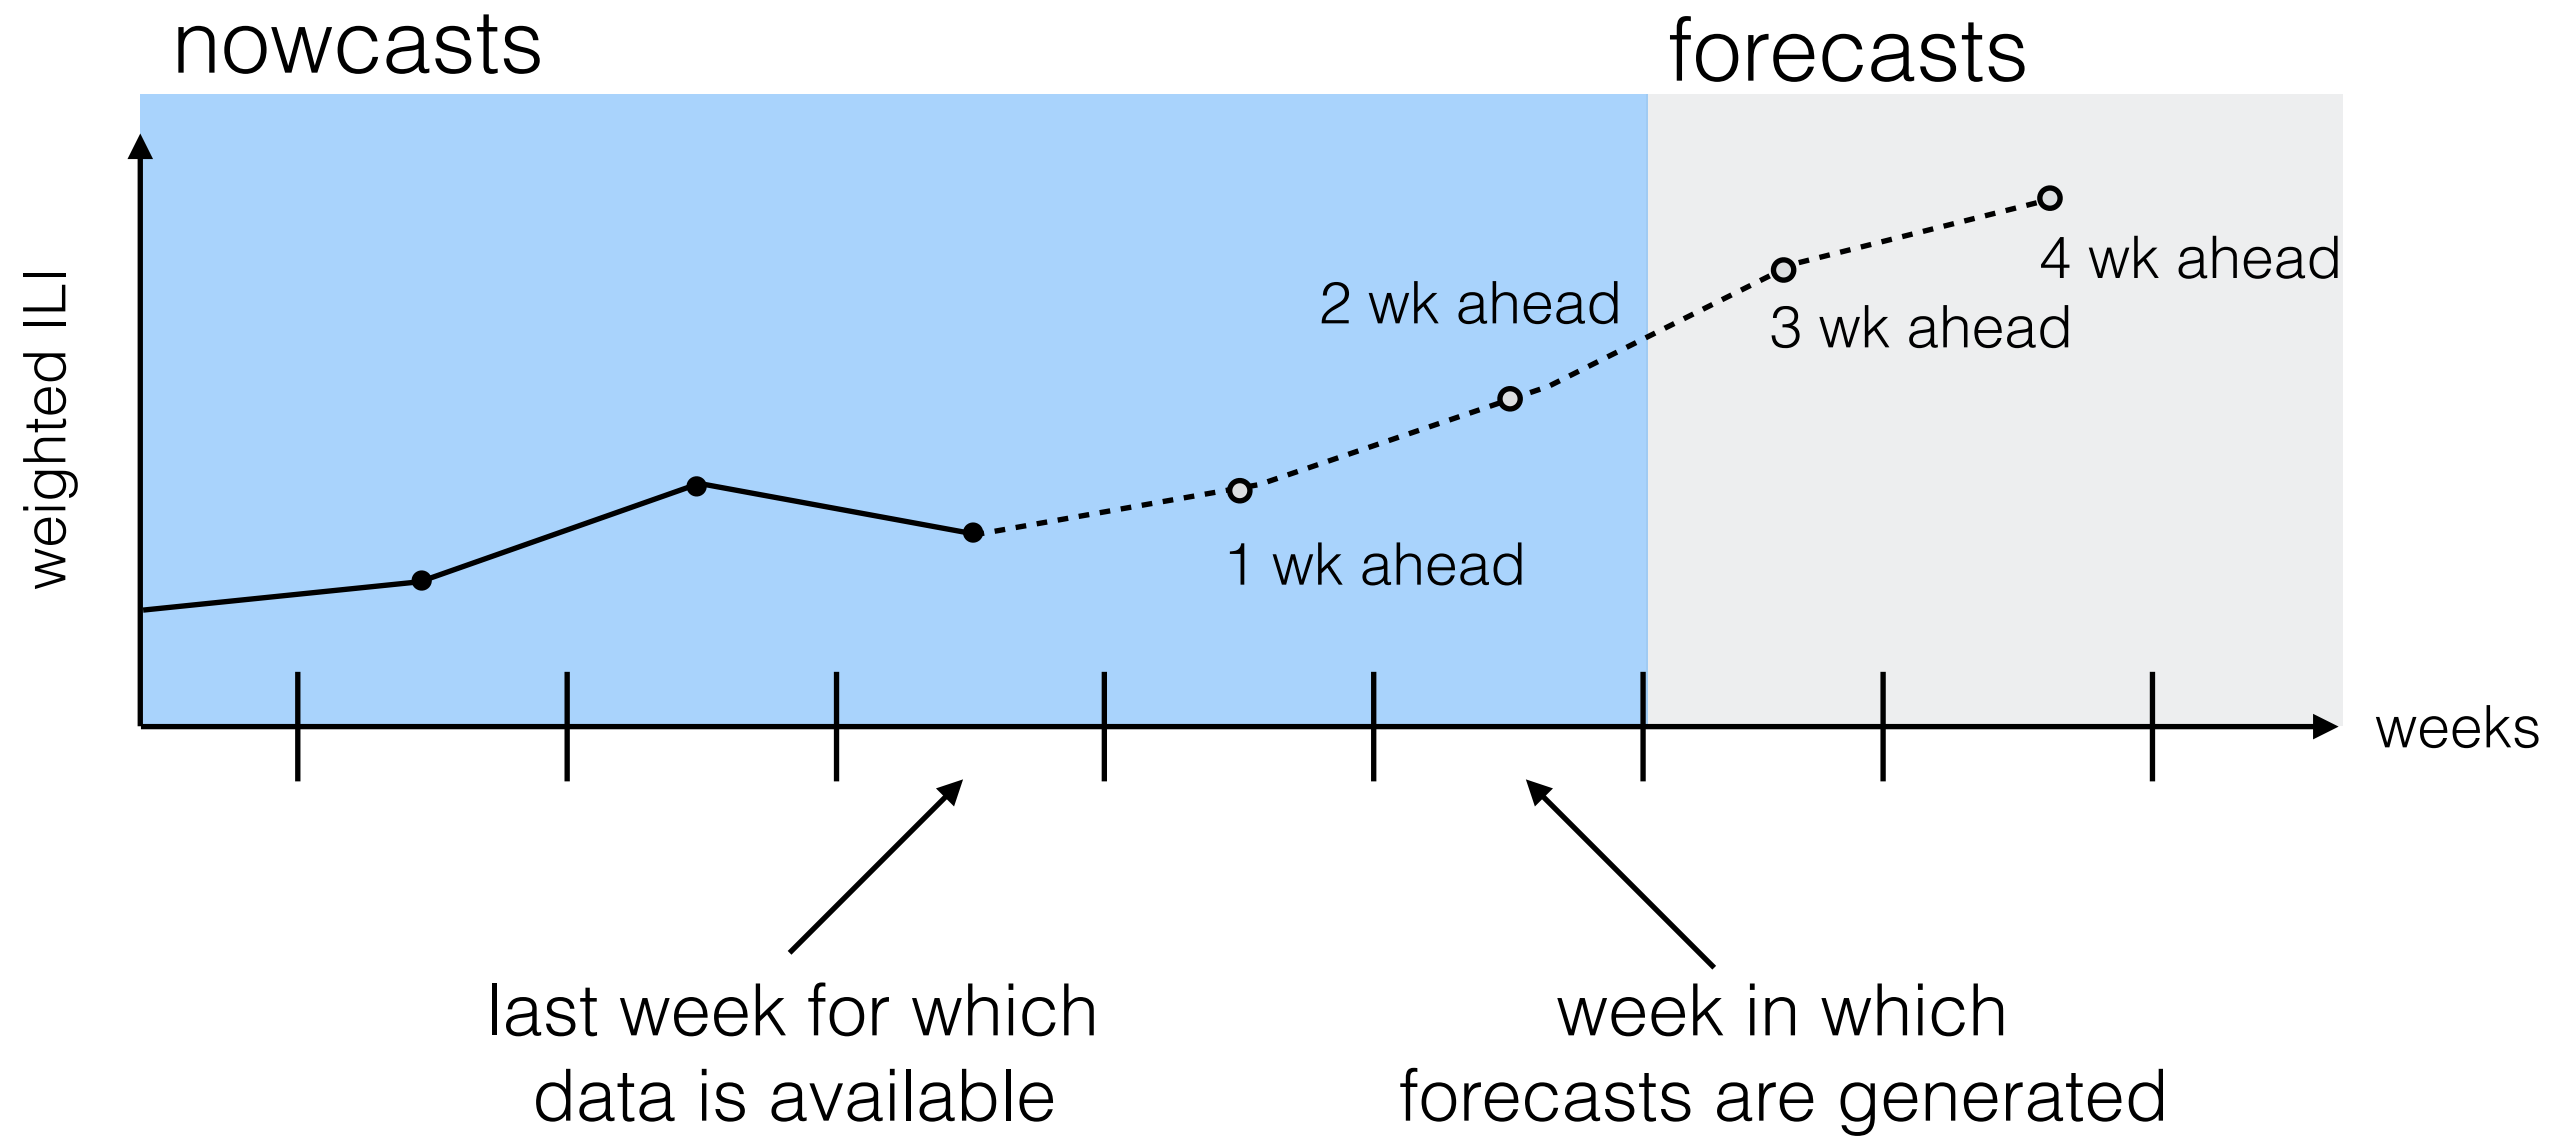 nowcasts
forecasts
weighted ILI
2 wk ahead
4 wk ahead
3 wk ahead
1 wk ahead
weeks
last week for which
data is available
week in which
forecasts are generated